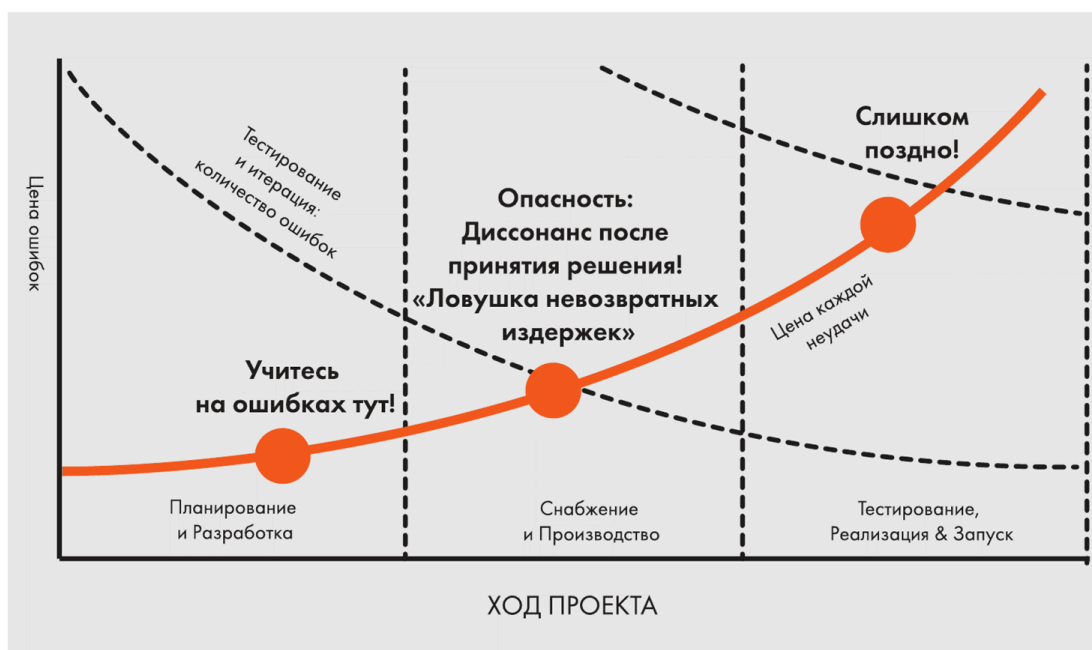 Цена ошибок
Тестирование
и итерация:
количество ошибок
Учитесь
на ошибках тут!
Опасность:
Диссонанс после
принятия решения!
«Ловушка невозвратных
издержек»
Слишком
поздно!
Цена каждой
неудачи
Планирование
и Разработка
Снабжение
и Производство
Тестирование,
Реализация & Запуск
ХОД ПРОЕКТА